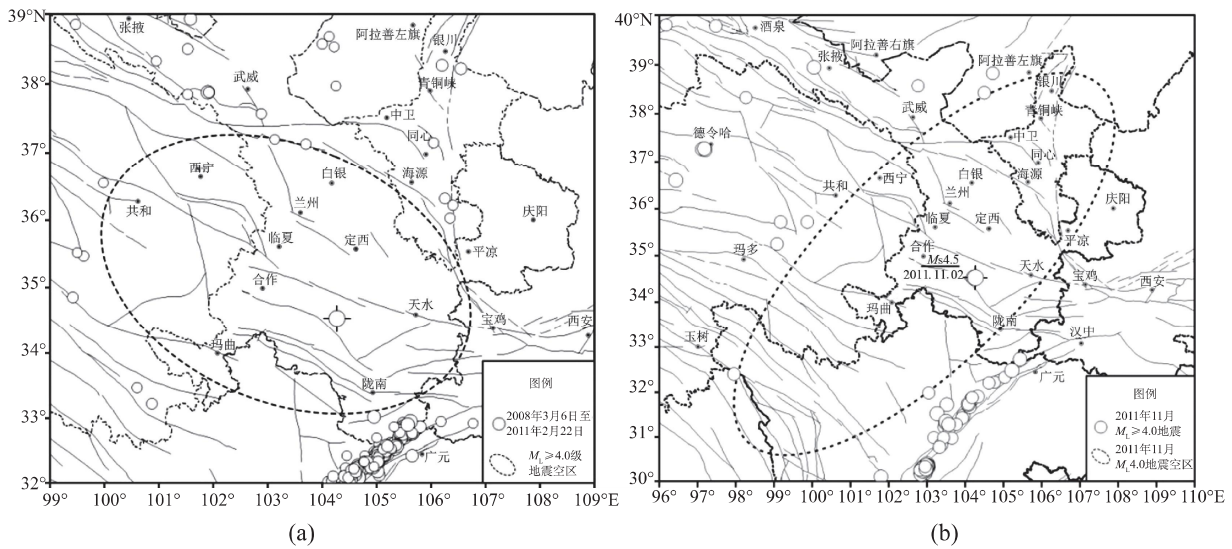 (a)
39°N
38°
37°
36°
35°
34°
33°
32°
99°
100°
101°
102°
103°
104°
105°
106°
107°
108°
109°E
张掖
阿拉善左旗
银川
武威
青铜峡
中卫
同心
西宁
白银
海源
共和
兰州
庆阳
临夏
定西
平凉
合作
天水
宝鸡
西安
玛曲
陇南
广元
图例
2008年3月6日至
2011年2月22日
ML≥4.0级
地震空区
(b)
40°N
39°
38°
37°
36°
35°
34°
33°
32°
31°
30°
96°
97°
98°
99°
100°
101°
102°
103°
104°
105°
106°
107°
108°
109°
110°E
酒泉
阿拉善右旗
张掖
阿拉善左旗
银川
武威
青铜峡
中卫
德令哈
同心
西宁
白银
海源
共和
兰州
庆阳
临夏
定西
平凉
玛多
合作
Ms4.5
2011.11.02
天水
宝鸡
西安
玛曲
陇南
汉中
玉树
广元
图例
2011年11月
ML≥4.0地震
2011年11月
ML4.0地震空区